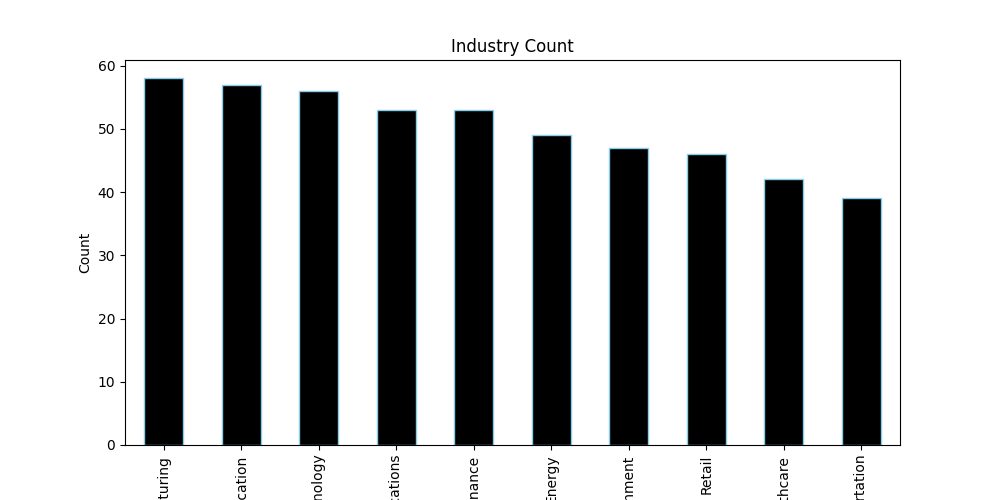 Industry Count
Count
60
50
40
30
20
10
0
turing
cation
nology
cations
nance
Energy
nment
Retail
thcare
rtation